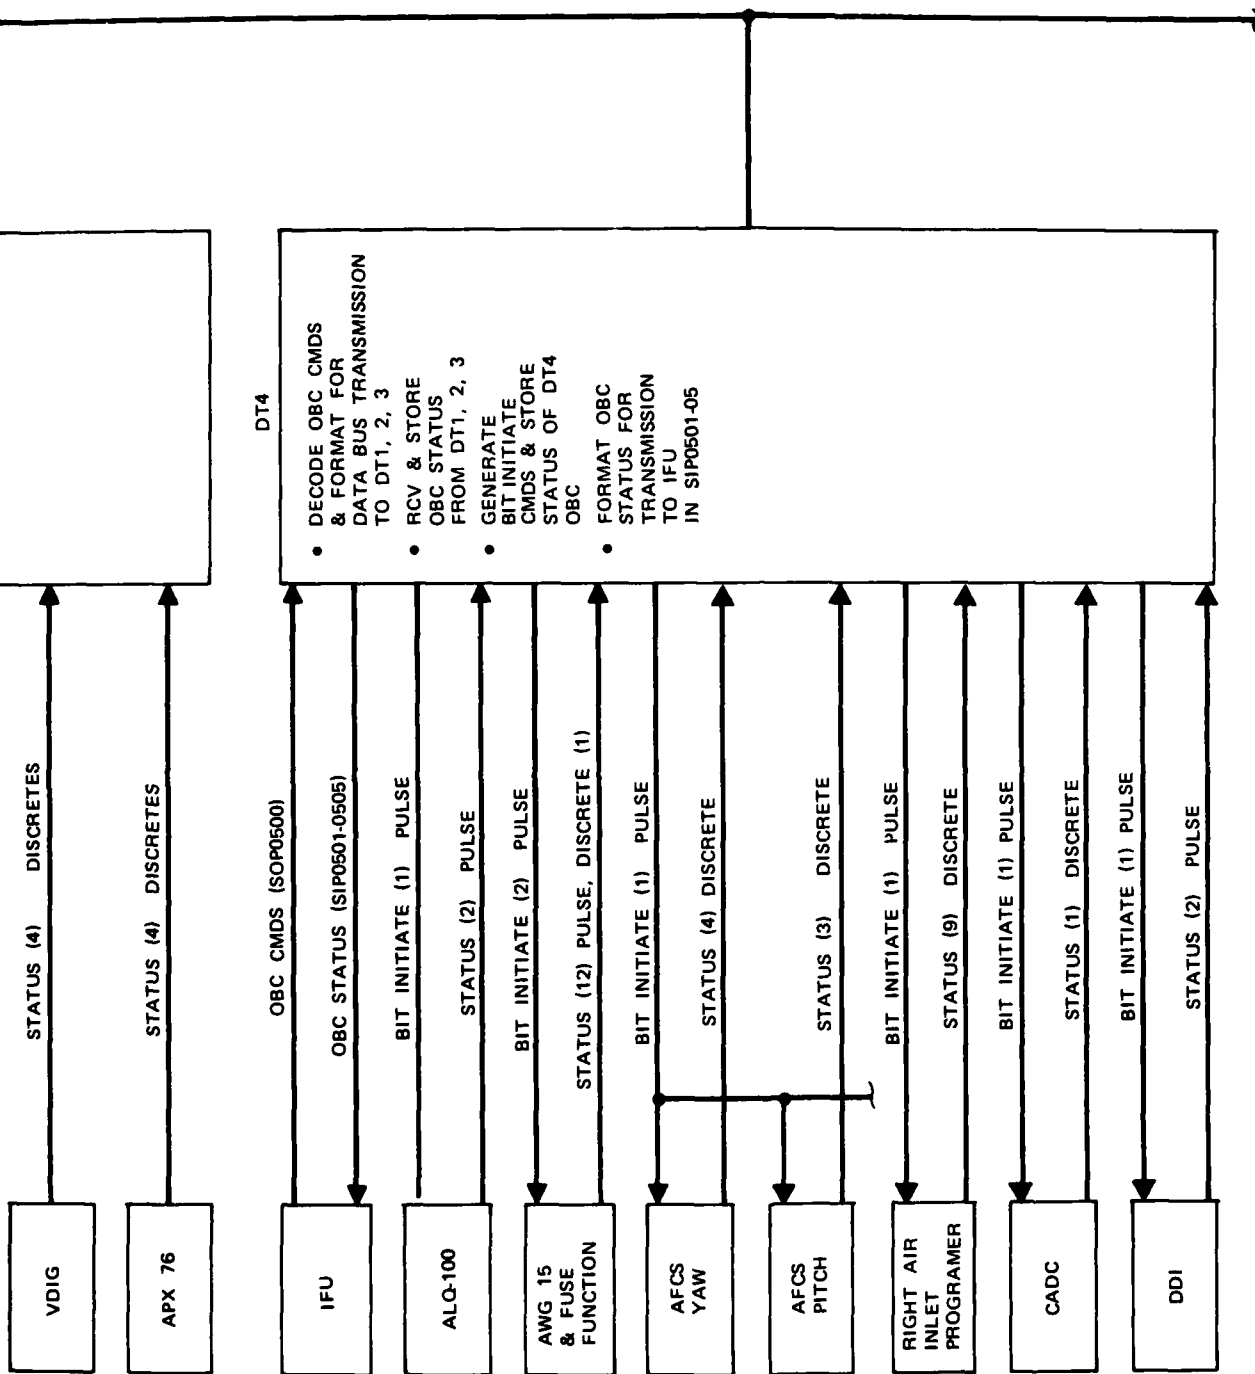 DT4
• DECODE OBC CMDS
& FORMAT FOR
DATA BUS TRANSMISSION
TO DT1, 2, 3
• RCV & STORE
OBC STATUS
FROM DT1, 2, 3
• GENERATE
BIT INITIATE
CMDS & STORE
STATUS OF DT4
OBC
• FORMAT OBC
STATUS FOR
TRANSMISSION
TO IFU
IN SIP0501-05
STATUS (4) DISCRETES
STATUS (4) DISCRETES
OBC CMDS (SOP0500)
OBC STATUS (SIP0501-0505)
BIT INITIATE (1) PULSE
STATUS (2) PULSE
BIT INITIATE (2) PULSE
STATUS (12) PULSE, DISCRETE (1)
BIT INITIATE (1) PULSE
STATUS (4) DISCRETE
STATUS (3) DISCRETE
BIT INITIATE (1) PULSE
STATUS (9) DISCRETE
BIT INITIATE (1) PULSE
STATUS (1) DISCRETE
BIT INITIATE (1) PULSE
STATUS (2) PULSE
VDIG
APX 76
IFU
ALQ-100
AWG 15
& FUSE
FUNCTION
AFCS
YAW
AFCS
PITCH
RIGHT AIR
INLET
PROGRAMER
CADC
DDI